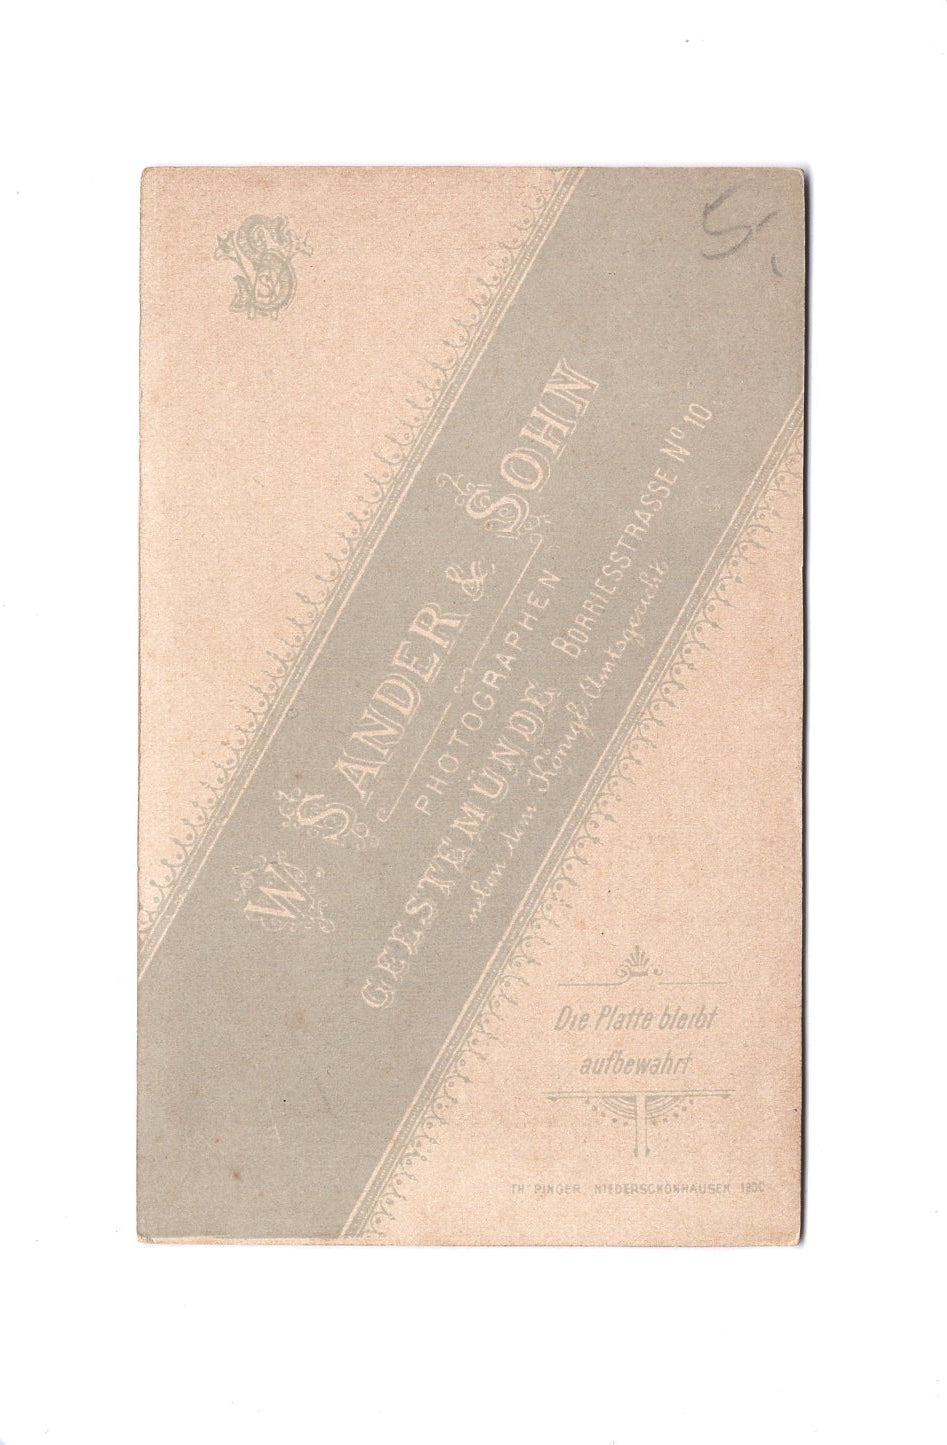 5.
W. SANDER & SOHN
PHOTOGRAPHEN
GEESTEMÜNDE BORRIESSTRASSE No 10.
neben dem Königl. Amtsgericht
Die Platte bleibt
aufbewahrt.
TH. PINGER, NIEDERSCHÖNHAUSEN 1900